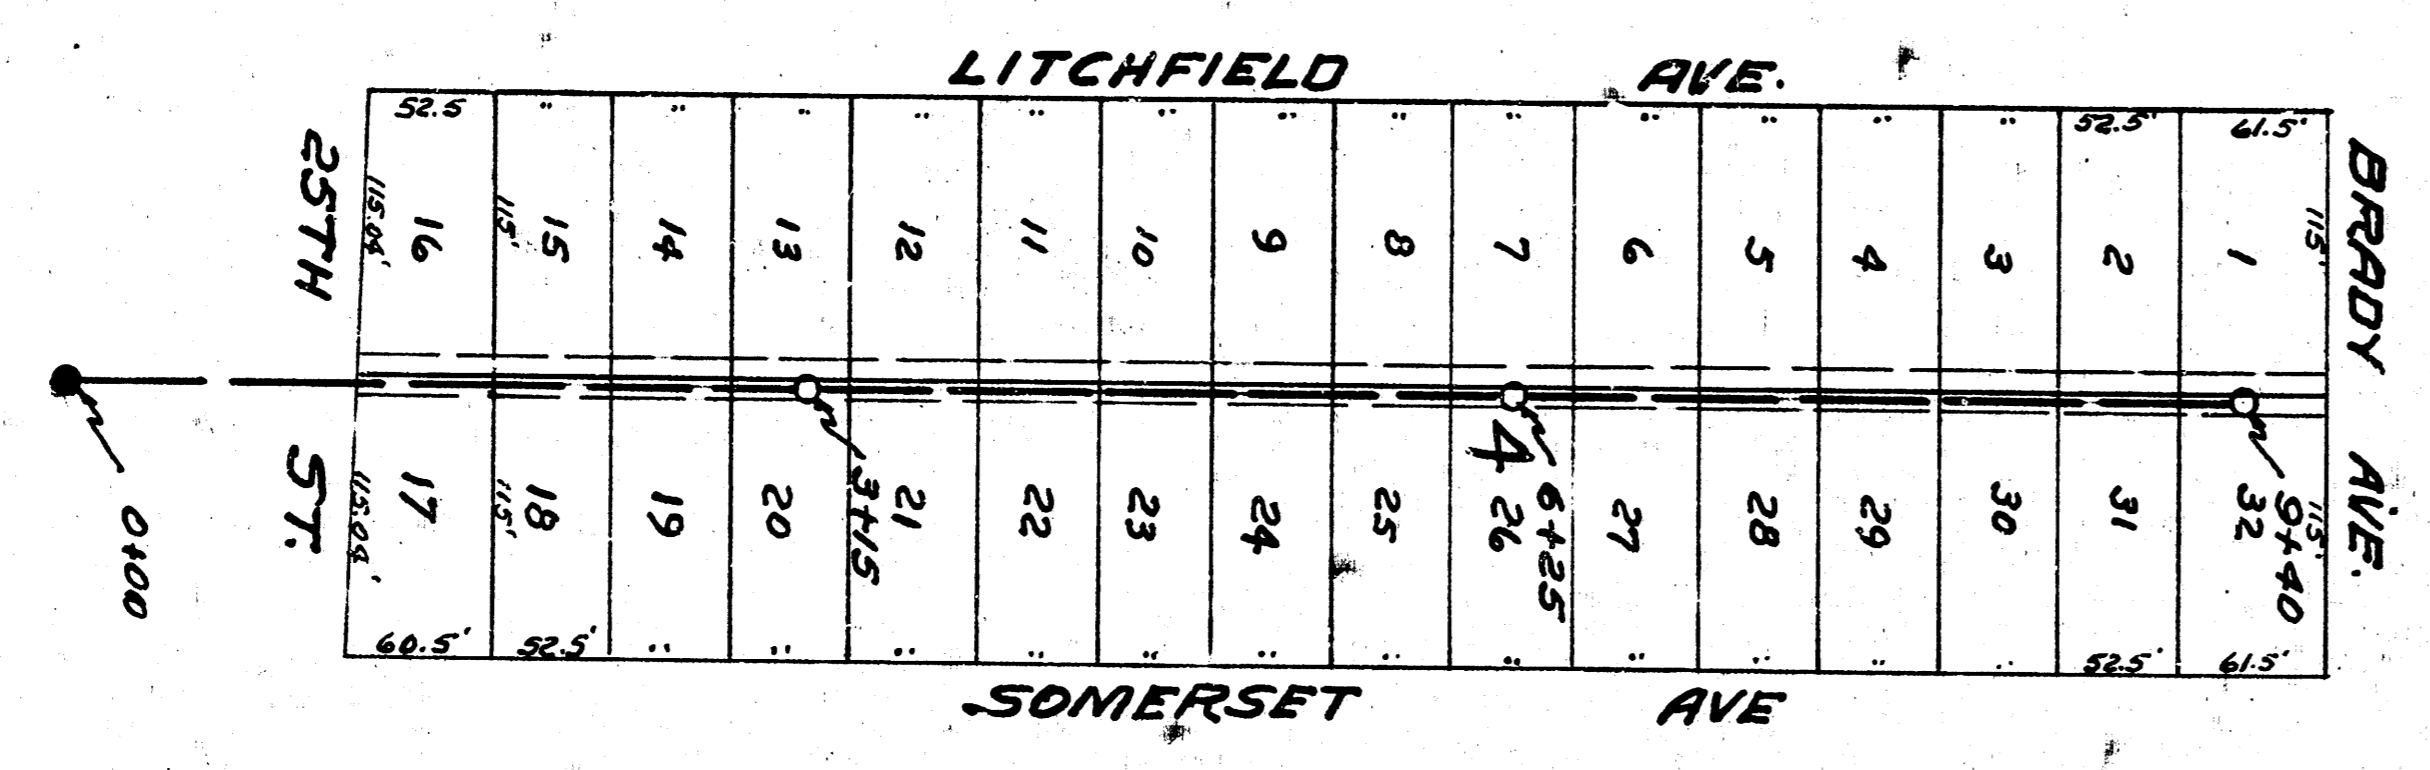 LITCHFIELD AVE.
52.5 " " " " " " " " " " " " " 52.5' 61.5'
25TH ST.
BRADY AVE.
115.04' 115' 115'
16 15 14 13 12 11 10 9 8 7 6 5 4 3 2 1
0+00 3+15 6+25 9+40
4
17 18 19 20 21 22 23 24 25 26 27 28 29 30 31 32
115.04' 115' 115'
60.5' 52.5' " " " " " " " " " " " " 52.5' 61.5'
SOMERSET AVE